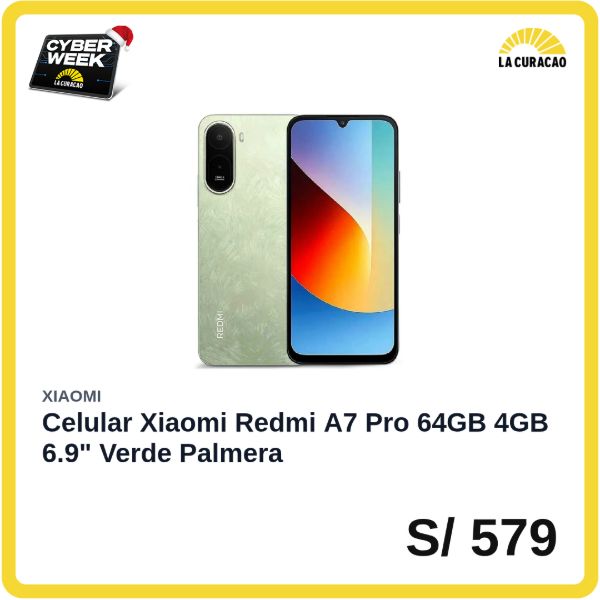 CYBER
WEEK
LA CURACAO
LA CURACAO
REDMI
XIAOMI
Celular Xiaomi Redmi A7 Pro 64GB 4GB
6.9" Verde Palmera
S/ 579